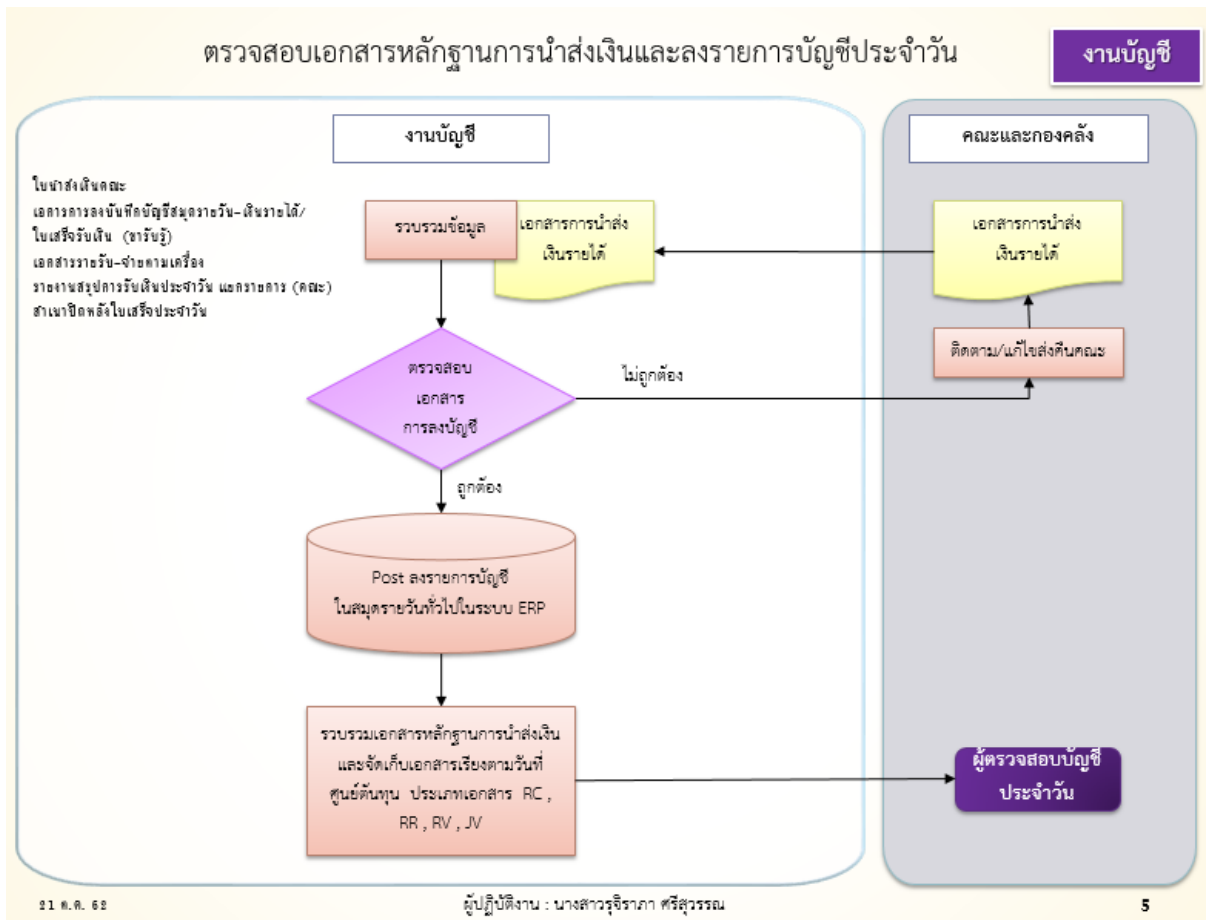 ตรวจสอบเอกสารหลักฐานการนำส่งเงินและลงรายการบัญชีประจำวัน
งานบัญชี
งานบัญชี
คณะและกองคลัง
ใบนำส่งเงินคณะ
เอกสารการลงบันทึกบัญชีสมุดรายวัน-เงินรายได้/
ใบเสร็จรับเงิน (ขารับรู้)
เอกสารรายรับ-จ่ายตามเครื่อง
รายงานสรุปการรับเงินประจำวัน แยกรายการ (คณะ)
สำเนาปิดหลังใบเสร็จประจำวัน
รวบรวมข้อมูล
เอกสารการนำส่ง
เงินรายได้
เอกสารการนำส่ง
เงินรายได้
ติดตาม/แก้ไขส่งคืนคณะ
ตรวจสอบ
เอกสาร
การลงบัญชี
ไม่ถูกต้อง
ถูกต้อง
Post ลงรายการบัญชี
ในสมุดรายวันทั่วไปในระบบ ERP
รวบรวมเอกสารหลักฐานการนำส่งเงิน
และจัดเก็บเอกสารเรียงตามวันที่
ศูนย์ต้นทุน ประเภทเอกสาร RC ,
RR , RV , JV
ผู้ตรวจสอบบัญชี
ประจำวัน
21 ต.ค. 62
ผู้ปฏิบัติงาน : นางสาวรุจิราภา ศรีสุวรรณ
5